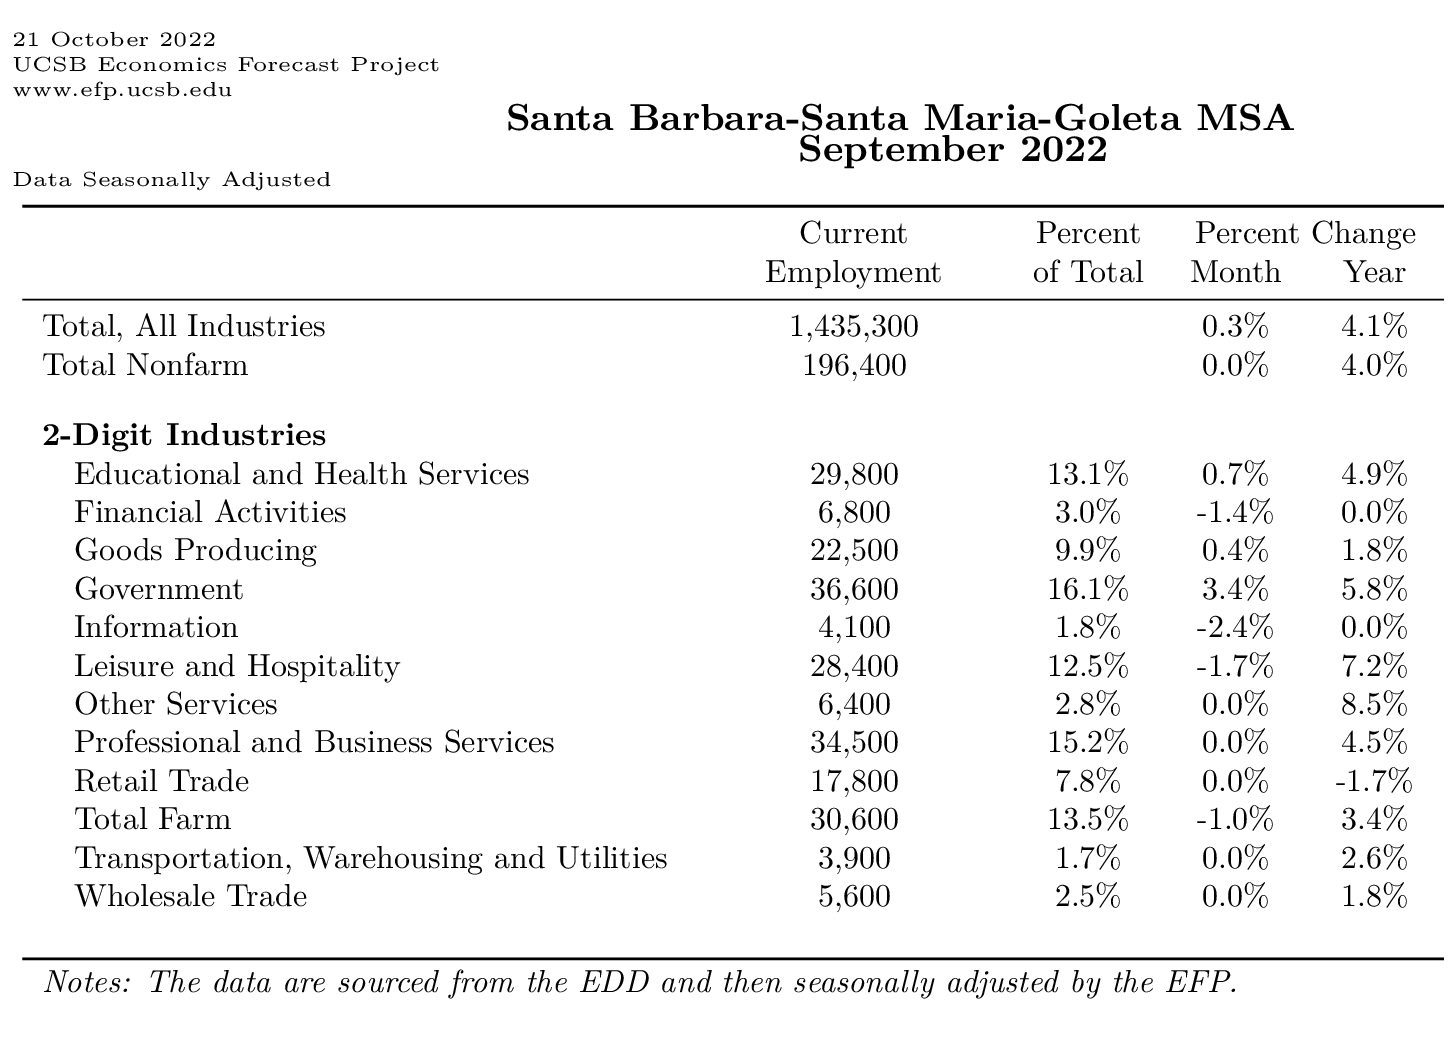 21 October 2022
UCSB Economics Forecast Project
www.efp.ucsb.edu
Santa Barbara-Santa Maria-Goleta MSA
September 2022
Data Seasonally Adjusted
Current Percent Percent Change
Employment of Total Month Year
Total, All Industries 1,435,300 0.3% 4.1%
Total Nonfarm 196,400 0.0% 4.0%
2-Digit Industries
Educational and Health Services 29,800 13.1% 0.7% 4.9%
Financial Activities 6,800 3.0% -1.4% 0.0%
Goods Producing 22,500 9.9% 0.4% 1.8%
Government 36,600 16.1% 3.4% 5.8%
Information 4,100 1.8% -2.4% 0.0%
Leisure and Hospitality 28,400 12.5% -1.7% 7.2%
Other Services 6,400 2.8% 0.0% 8.5%
Professional and Business Services 34,500 15.2% 0.0% 4.5%
Retail Trade 17,800 7.8% 0.0% -1.7%
Total Farm 30,600 13.5% -1.0% 3.4%
Transportation, Warehousing and Utilities 3,900 1.7% 0.0% 2.6%
Wholesale Trade 5,600 2.5% 0.0% 1.8%
Notes: The data are sourced from the EDD and then seasonally adjusted by the EFP.